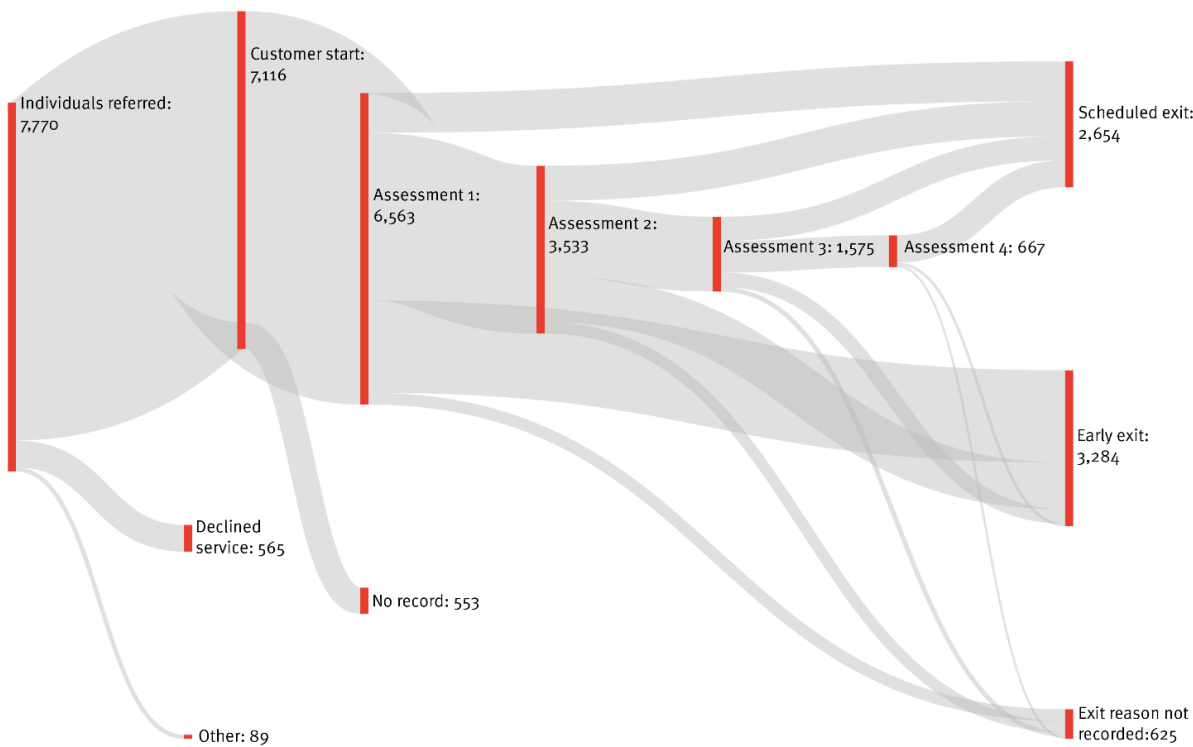 Customer start:
7,116
Individuals referred:
7,770
Scheduled exit:
2,654
Assessment 1:
6,563
Assessment 2:
3,533
Assessment 3: 1,575
Assessment 4: 667
Early exit:
3,284
Declined
service: 565
No record: 553
Other: 89
Exit reason not
recorded:625